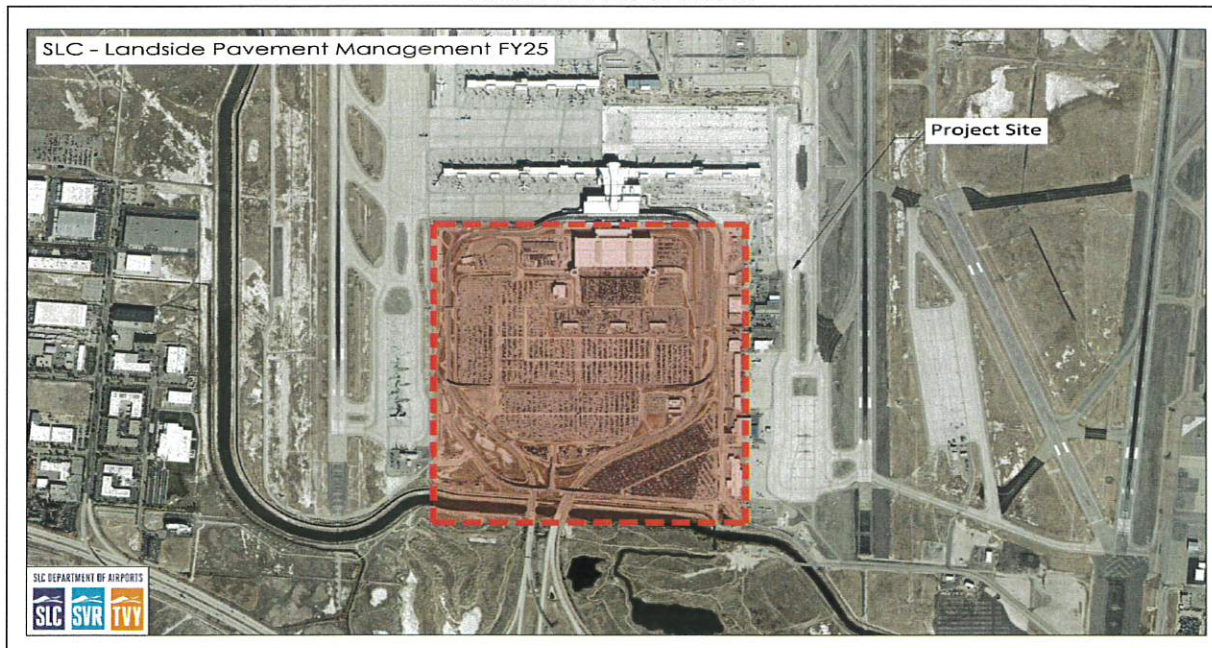 SLC - Landside Pavement Management FY25
Project Site
SLC DEPARTMENT OF AIRPORTS
SLC SVR TVY